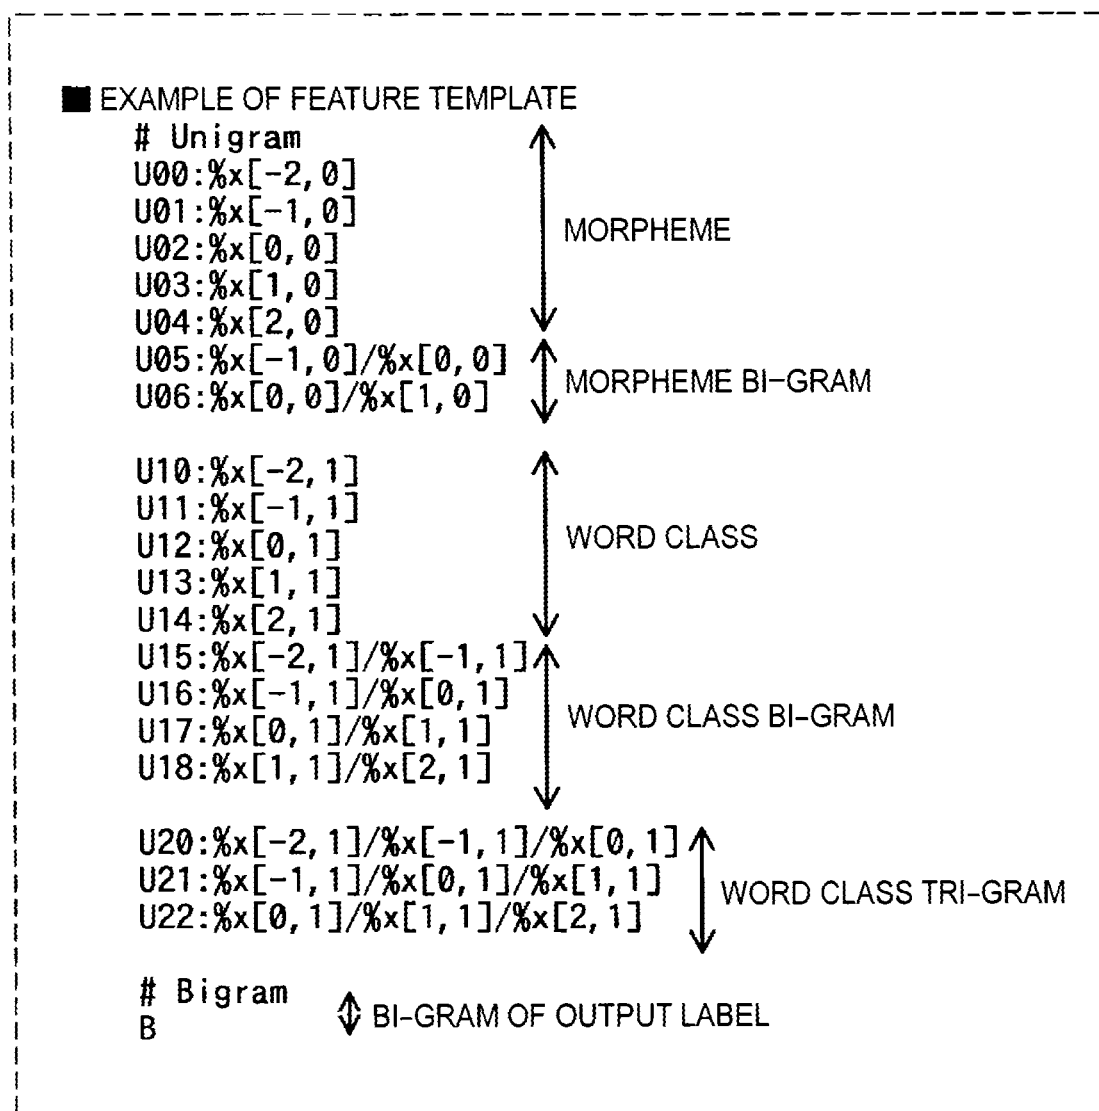 ■ EXAMPLE OF FEATURE TEMPLATE
# Unigram
U00:%x[-2,0]
U01:%x[-1,0]
U02:%x[0,0]
U03:%x[1,0]
U04:%x[2,0]
MORPHEME
U05:%x[-1,0]/%x[0,0]
U06:%x[0,0]/%x[1,0]
MORPHEME BI-GRAM
U10:%x[-2,1]
U11:%x[-1,1]
U12:%x[0,1]
U13:%x[1,1]
U14:%x[2,1]
WORD CLASS
U15:%x[-2,1]/%x[-1,1]
U16:%x[-1,1]/%x[0,1]
U17:%x[0,1]/%x[1,1]
U18:%x[1,1]/%x[2,1]
WORD CLASS BI-GRAM
U20:%x[-2,1]/%x[-1,1]/%x[0,1]
U21:%x[-1,1]/%x[0,1]/%x[1,1]
U22:%x[0,1]/%x[1,1]/%x[2,1]
WORD CLASS TRI-GRAM
# Bigram
B
BI-GRAM OF OUTPUT LABEL